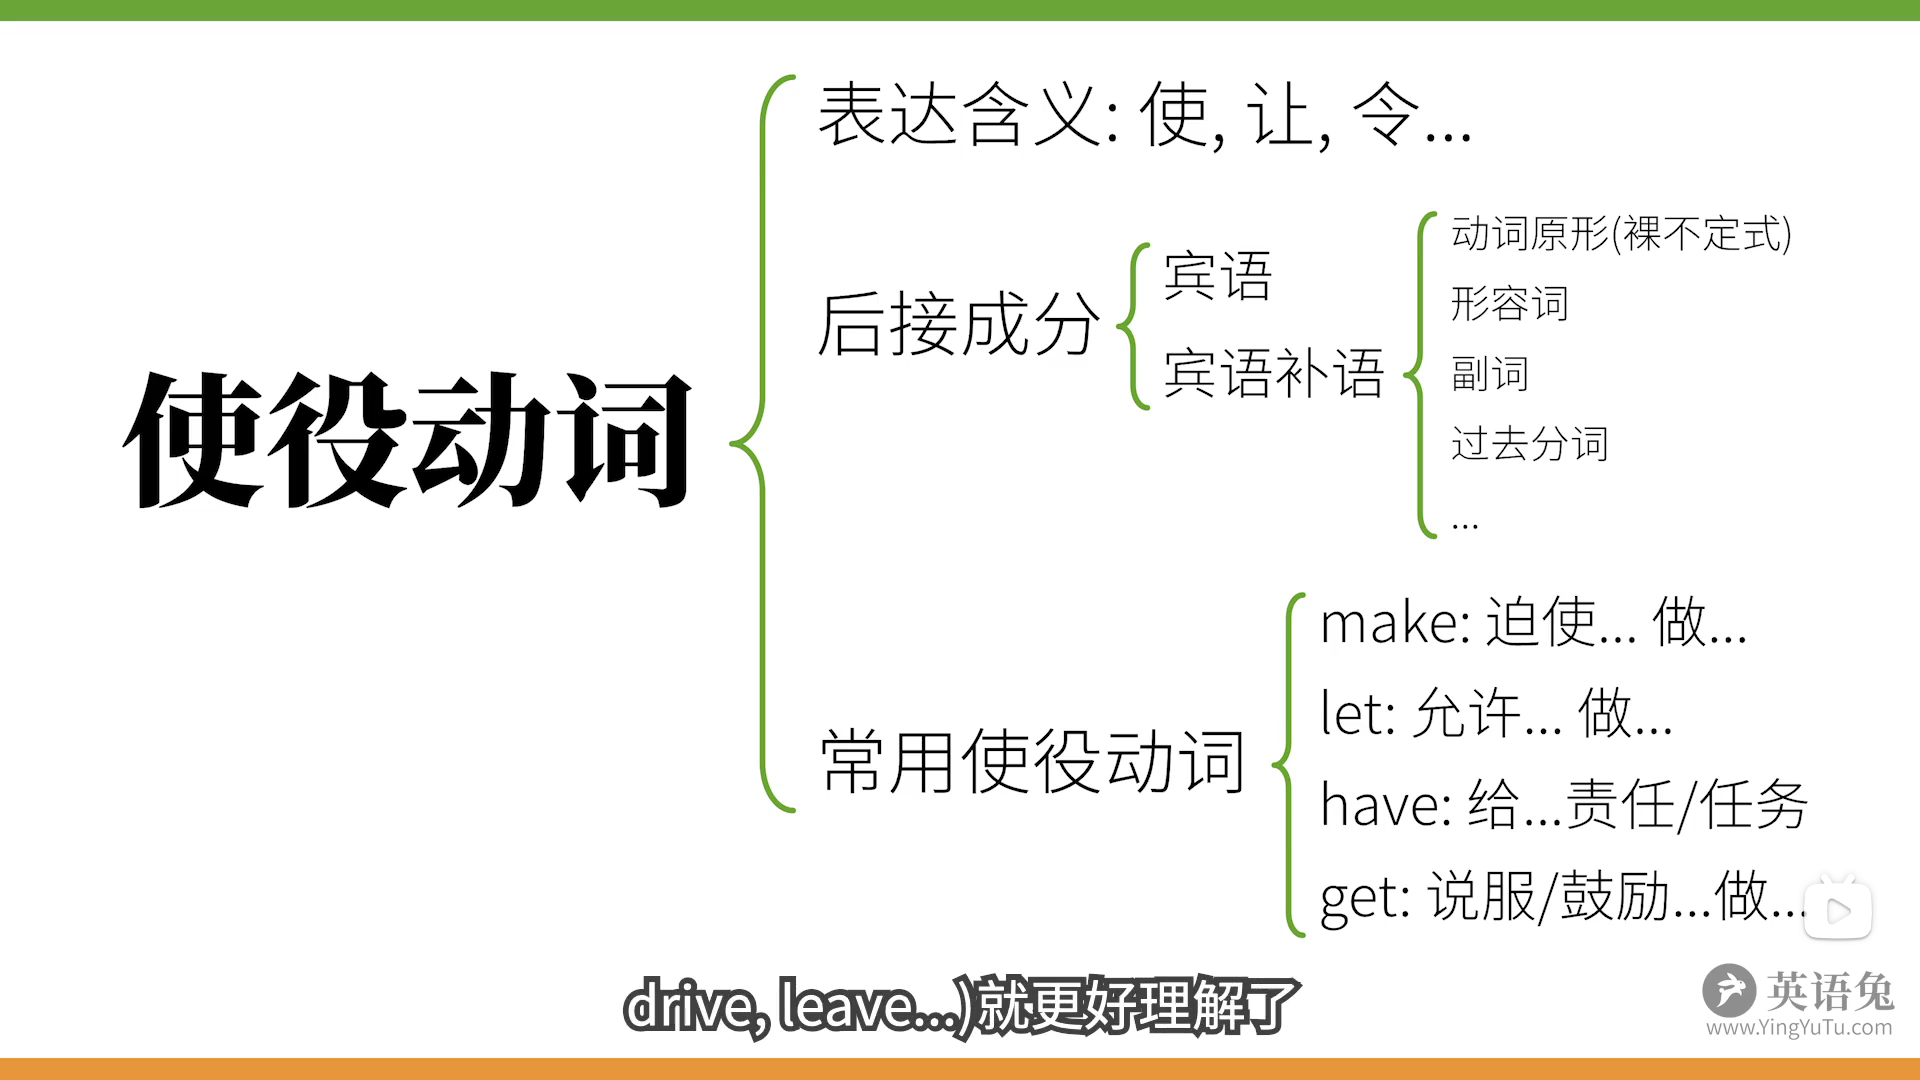 使役动词
表达含义: 使, 让, 令...
后接成分
宾语
宾语补语
动词原形(裸不定式)
形容词
副词
过去分词
...
常用使役动词
make: 迫使... 做...
let: 允许... 做...
have: 给...责任/任务
get: 说服/鼓励...做...
drive, leave...)就更好理解了
英语兔
www.YingYuTu.com